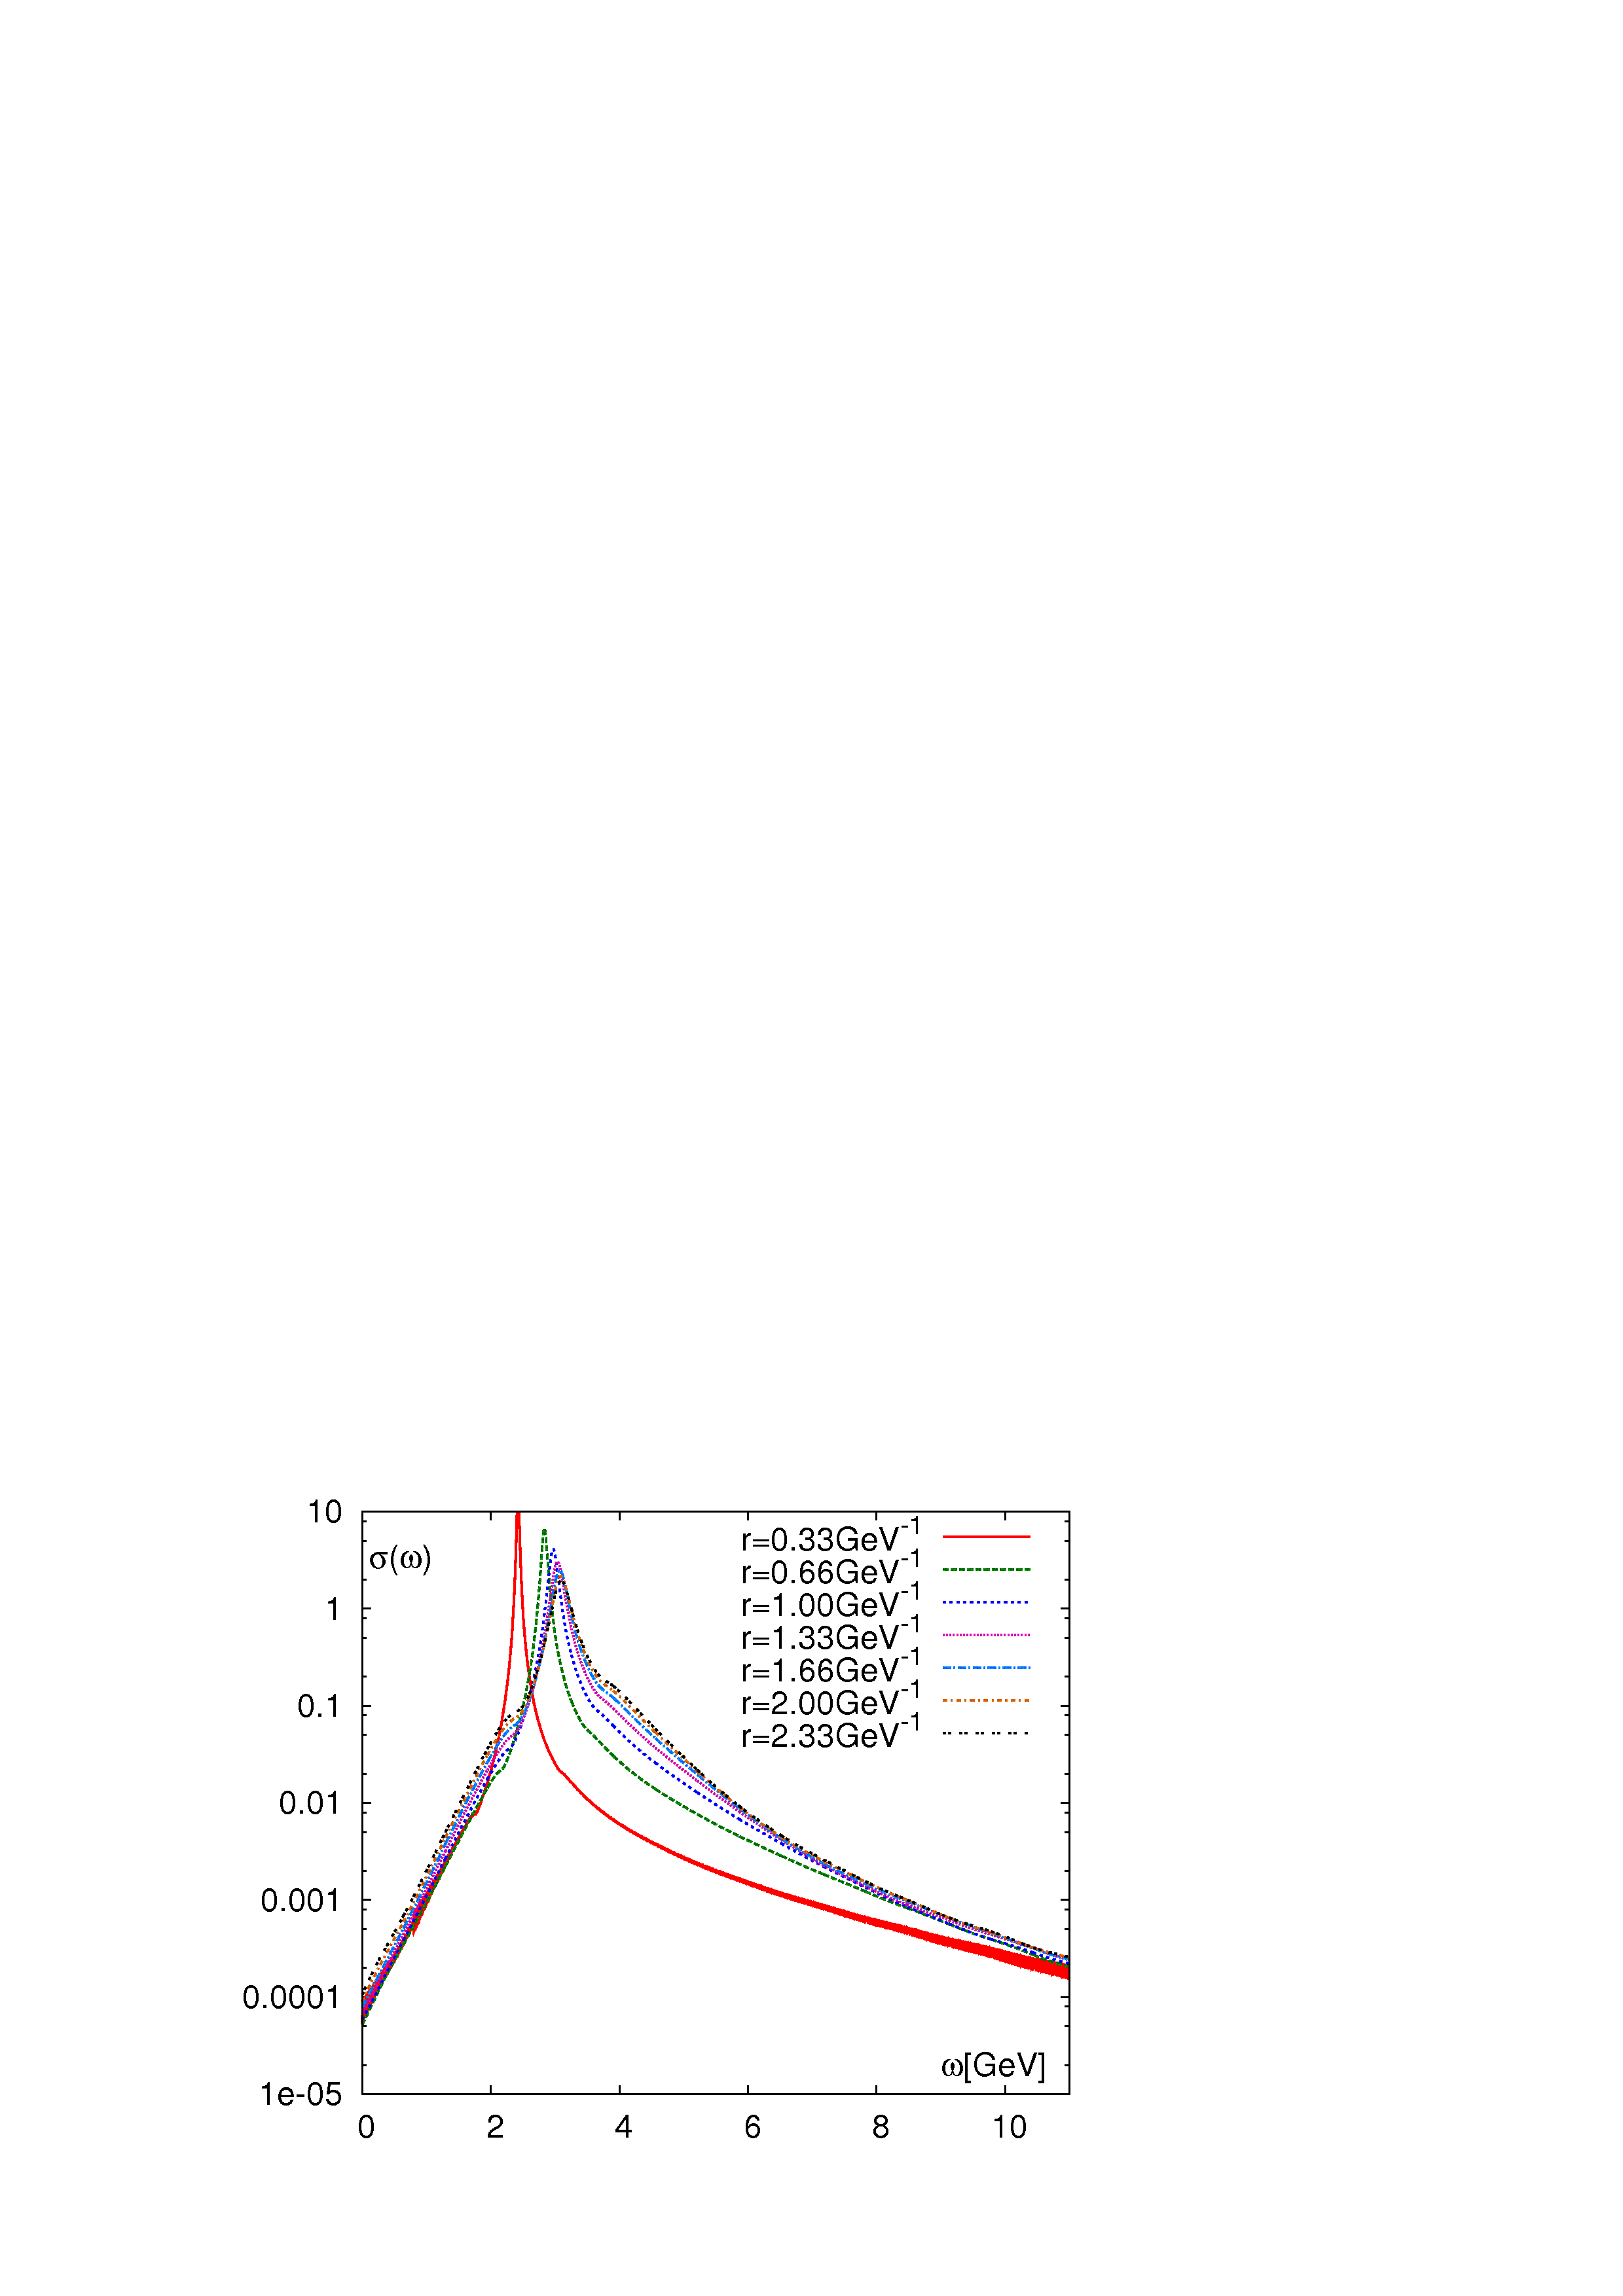 10
σ(ω)
1
0.1
0.01
0.001
0.0001
1e-05
r=0.33GeV⁻¹
r=0.66GeV⁻¹
r=1.00GeV⁻¹
r=1.33GeV⁻¹
r=1.66GeV⁻¹
r=2.00GeV⁻¹
r=2.33GeV⁻¹
ω[GeV]
0 2 4 6 8 10